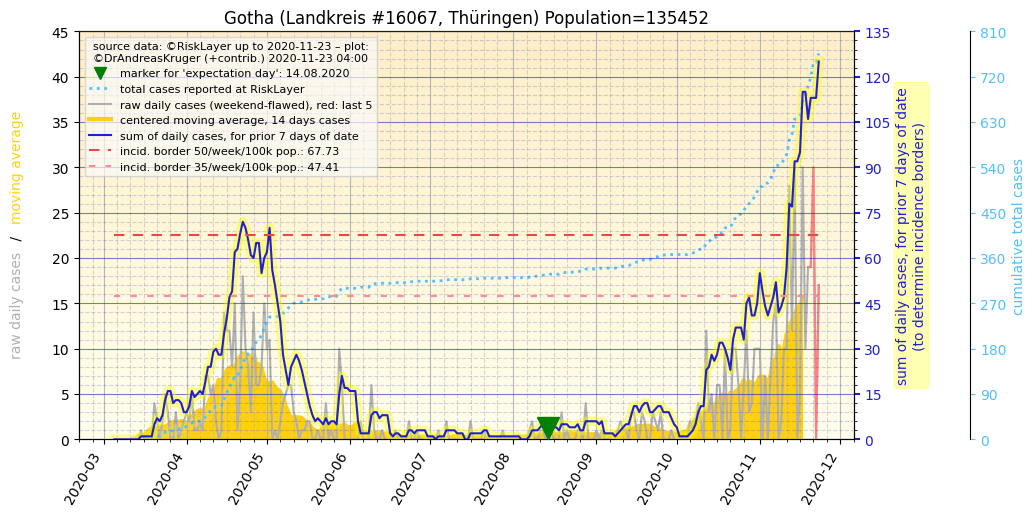 Gotha (Landkreis #16067, Thüringen) Population=135452
source data: ©RiskLayer up to 2020-11-23 – plot:
©DrAndreasKruger (+contrib.) 2020-11-23 04:00
marker for 'expectation day': 14.08.2020
total cases reported at RiskLayer
raw daily cases (weekend-flawed), red: last 5
centered moving average, 14 days cases
sum of daily cases, for prior 7 days of date
incid. border 50/week/100k pop.: 67.73
incid. border 35/week/100k pop.: 47.41
raw daily cases / moving average
45
40
35
30
25
20
15
10
5
0
2020-03
2020-04
2020-05
2020-06
2020-07
2020-08
2020-09
2020-10
2020-11
2020-12
135
120
105
90
75
60
45
30
15
0
sum of daily cases, for prior 7 days of date
(to determine incidence borders)
810
720
630
540
450
360
270
180
90
0
cumulative total cases